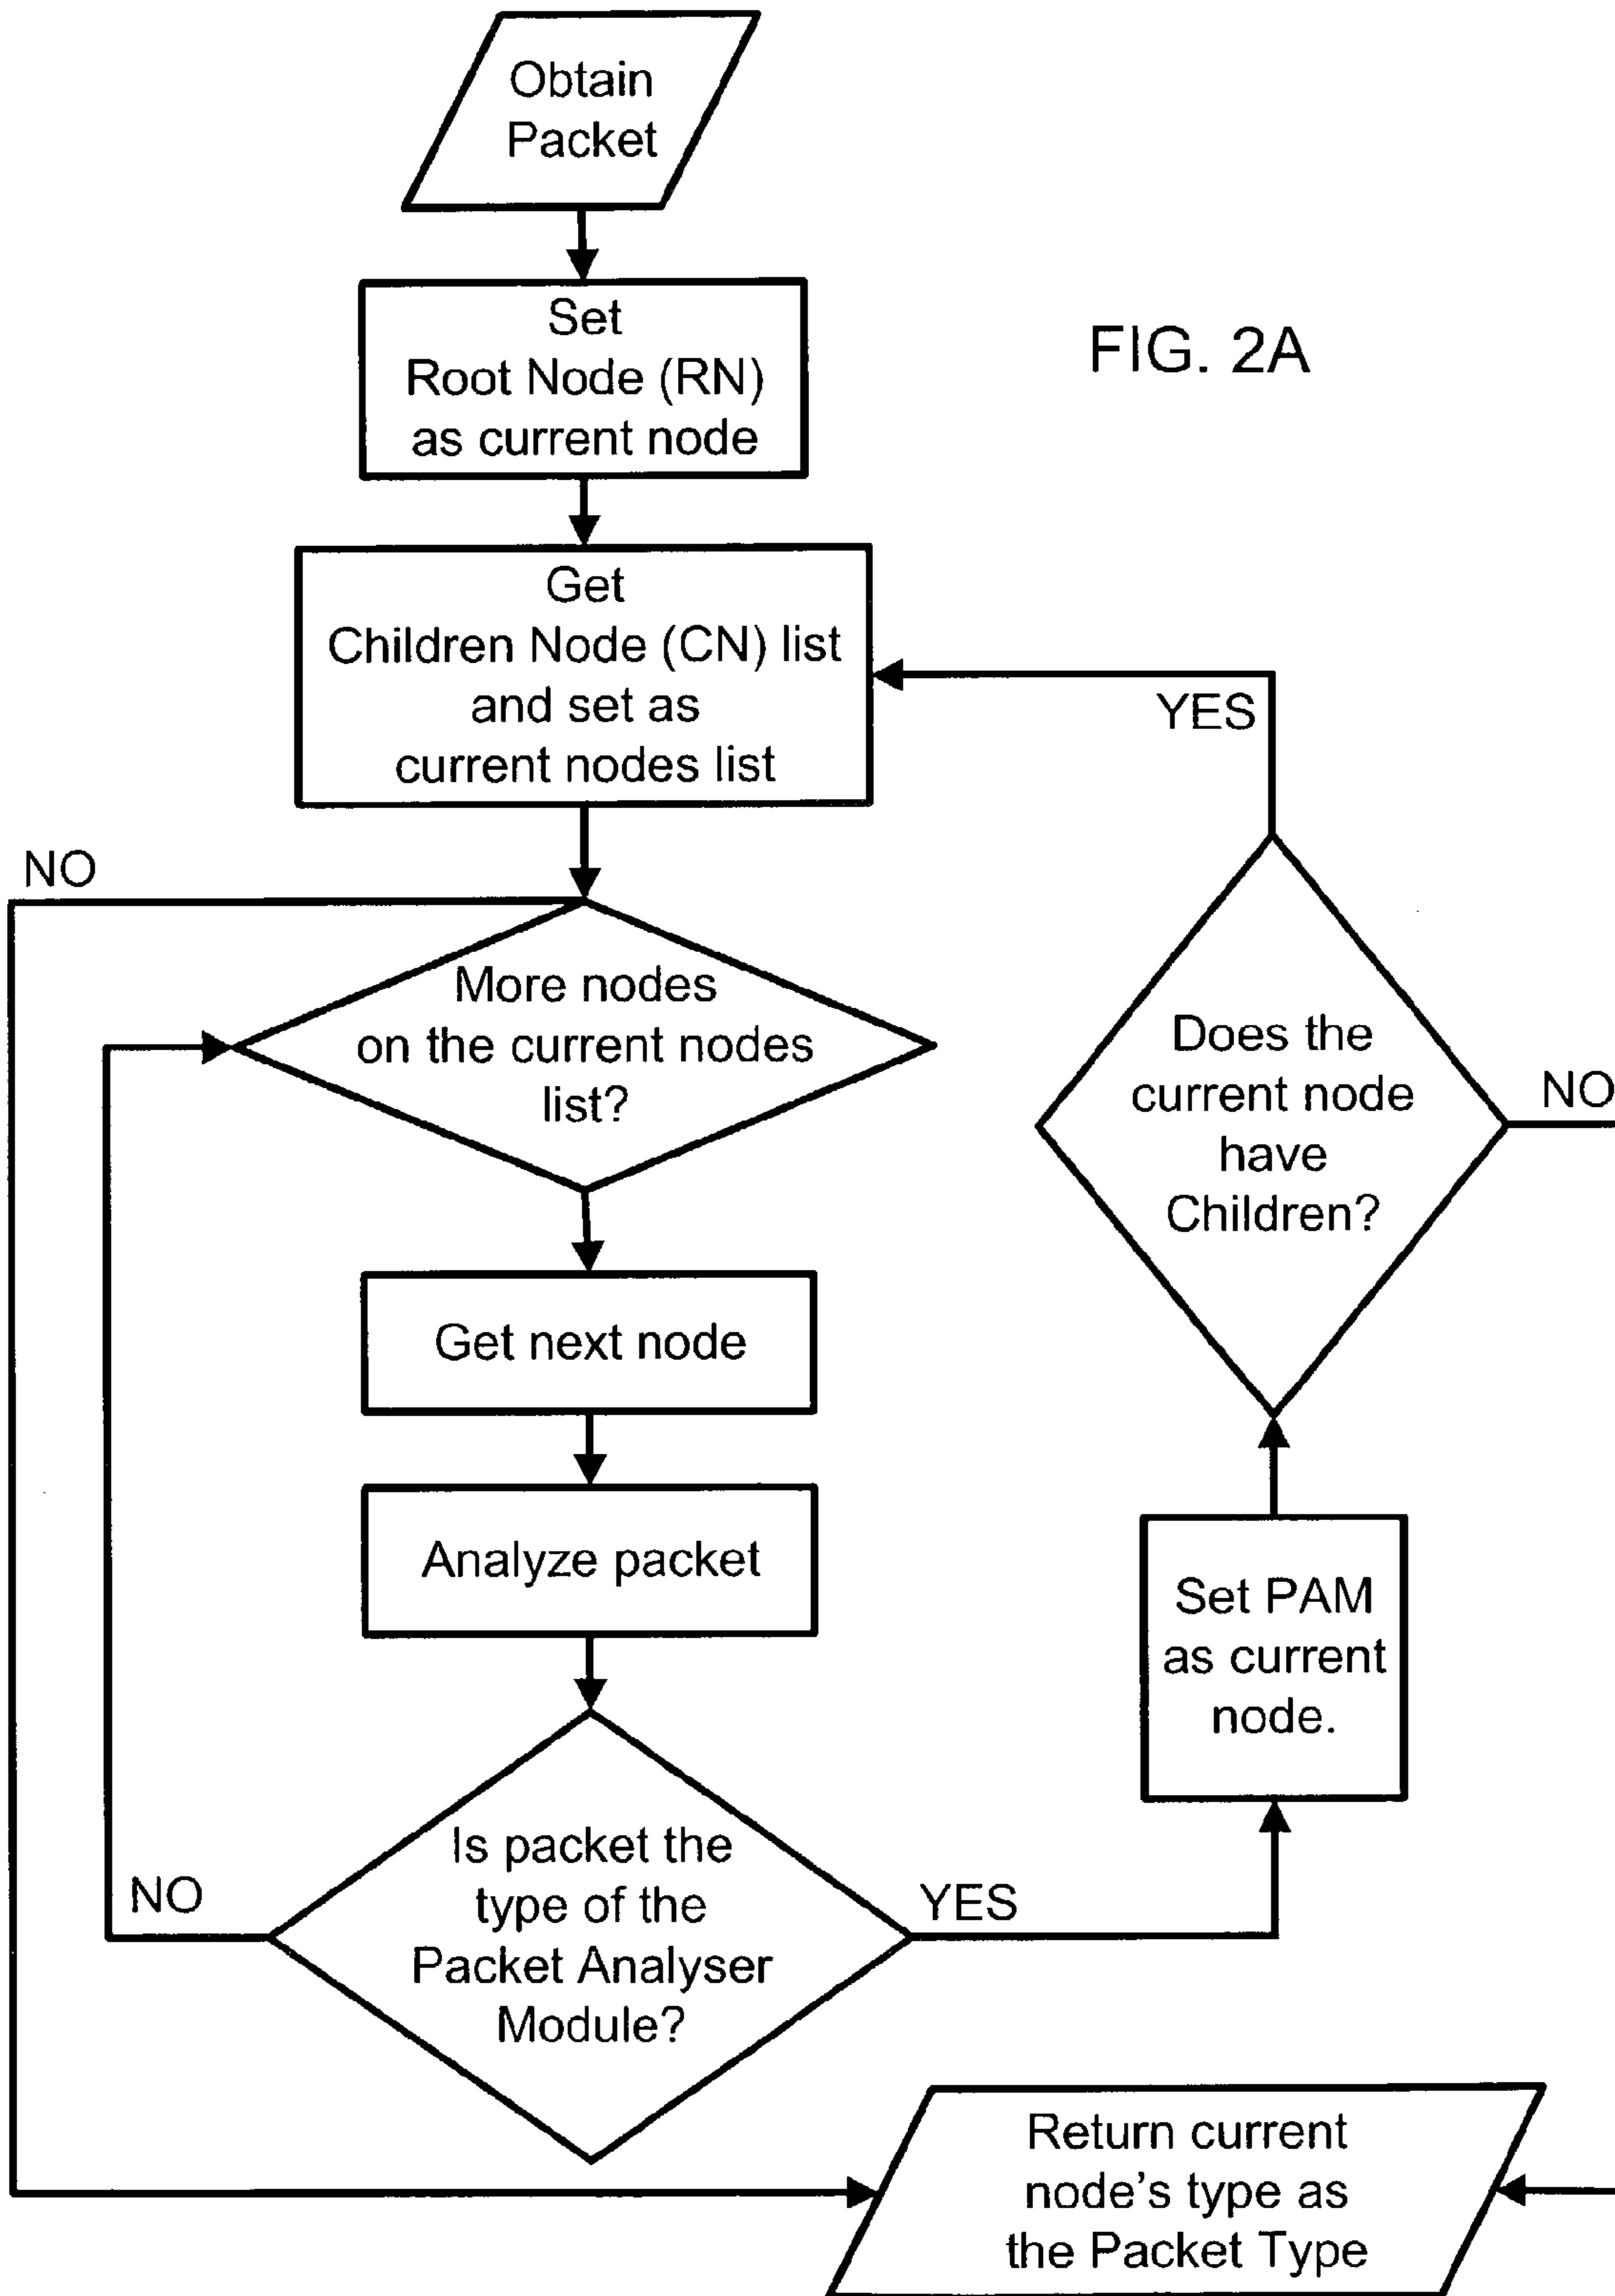 Obtain
Packet
Set
Root Node (RN)
as current node
FIG. 2A
Get
Children Node (CN) list
and set as
current nodes list
YES
NO
More nodes
on the current nodes
list?
Does the
current node
have
Children?
NO
Get next node
Analyze packet
Set PAM
as current
node.
Is packet the
type of the
Packet Analyser
Module?
NO
YES
Return current
node's type as
the Packet Type